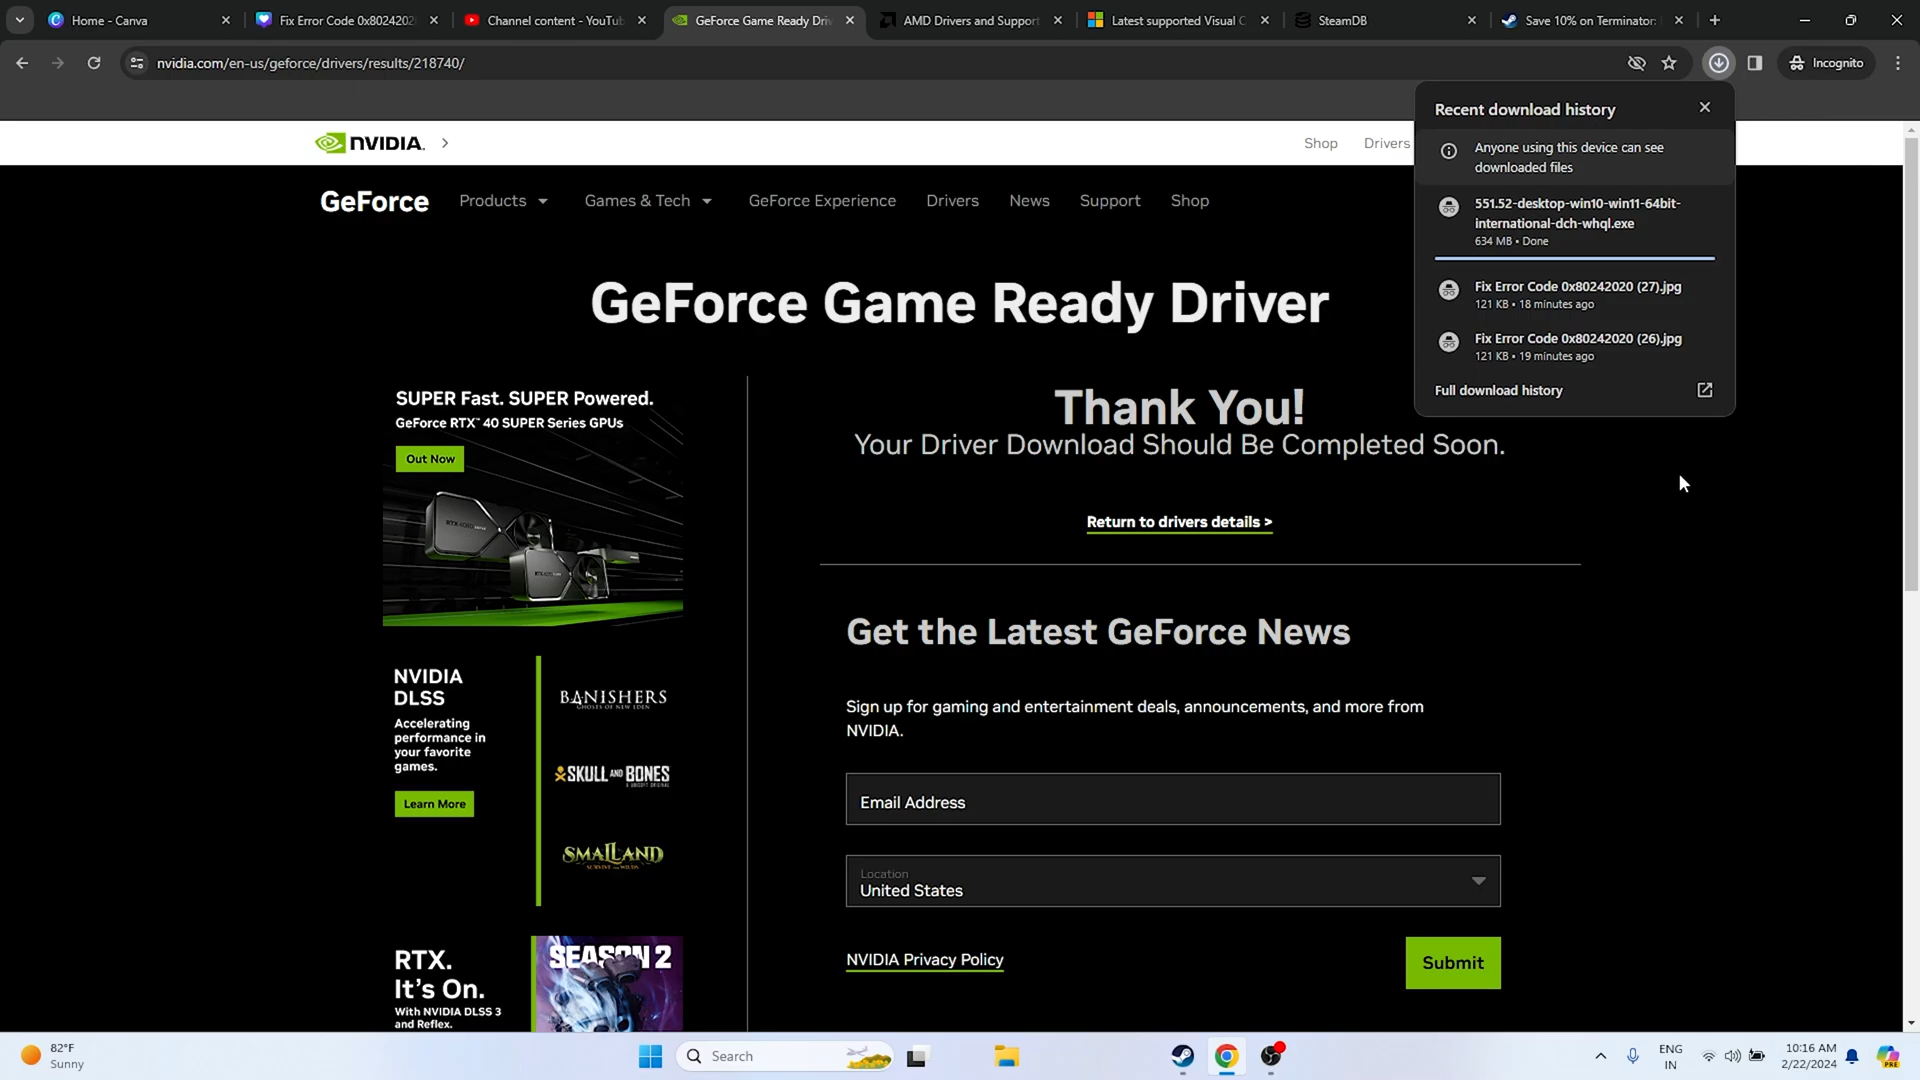 Home - Canva
Fix Error Code 0x8024202
Channel content - YouTub
GeForce Game Ready Driv
AMD Drivers and Support
Latest supported Visual C
SteamDB
Save 10% on Terminator:
nvidia.com/en-us/geforce/drivers/results/218740/
Incognito
Recent download history
Anyone using this device can see
downloaded files
551.52-desktop-win10-win11-64bit-
international-dch-whql.exe
634 MB • Done
Fix Error Code 0x80242020 (27).jpg
121 KB • 18 minutes ago
Fix Error Code 0x80242020 (26).jpg
121 KB • 19 minutes ago
Full download history
NVIDIA.
Shop
Drivers
GeForce
Products
Games & Tech
GeForce Experience
Drivers
News
Support
Shop
GeForce Game Ready Driver
SUPER Fast. SUPER Powered.
GeForce RTX™ 40 SUPER Series GPUs
Out Now
Thank You!
Your Driver Download Should Be Completed Soon.
Return to drivers details >
Get the Latest GeForce News
Sign up for gaming and entertainment deals, announcements, and more from
NVIDIA.
Email Address
Location
United States
NVIDIA Privacy Policy
Submit
NVIDIA
DLSS
Accelerating
performance in
your favorite
games.
Learn More
BANISHERS
GHOSTS OF NEW EDEN
SKULL AND BONES
SMALLAND
SURVIVE THE WILDS
RTX.
It's On.
With NVIDIA DLSS 3
and Reflex.
SEASON 2
82°F
Sunny
Search
ENG
IN
10:16 AM
2/22/2024
PRE